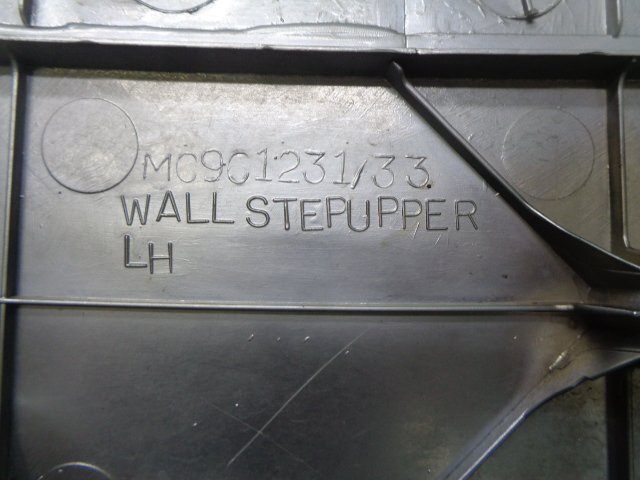 MC9C1231/33
WALL STEPUPPER
LH